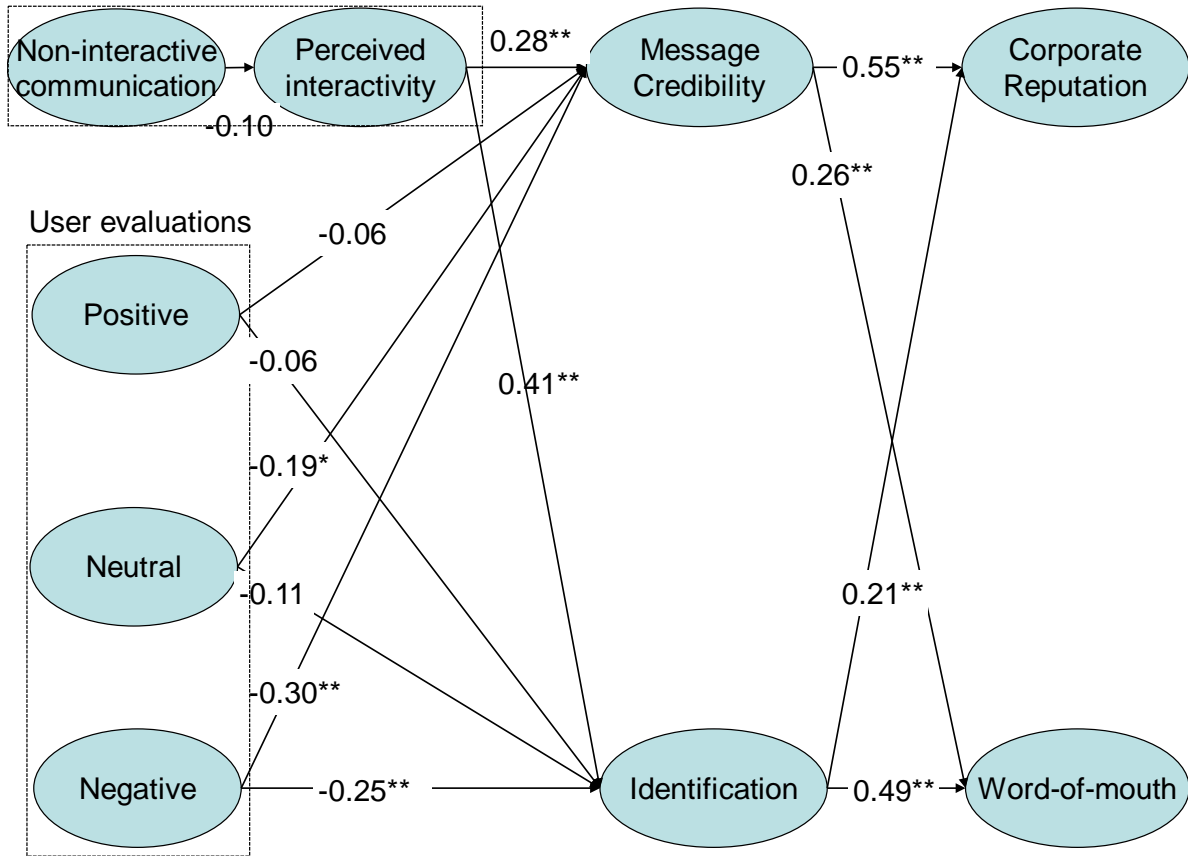 Non-interactive
communication
Perceived
interactivity
0.28**
Message
Credibility
0.55**
Corporate
Reputation
-0.10
0.26**
User evaluations
-0.06
Positive
-0.06
0.41**
-0.19*
Neutral
-0.11
0.21**
-0.30**
Negative
-0.25**
Identification
0.49**
Word-of-mouth